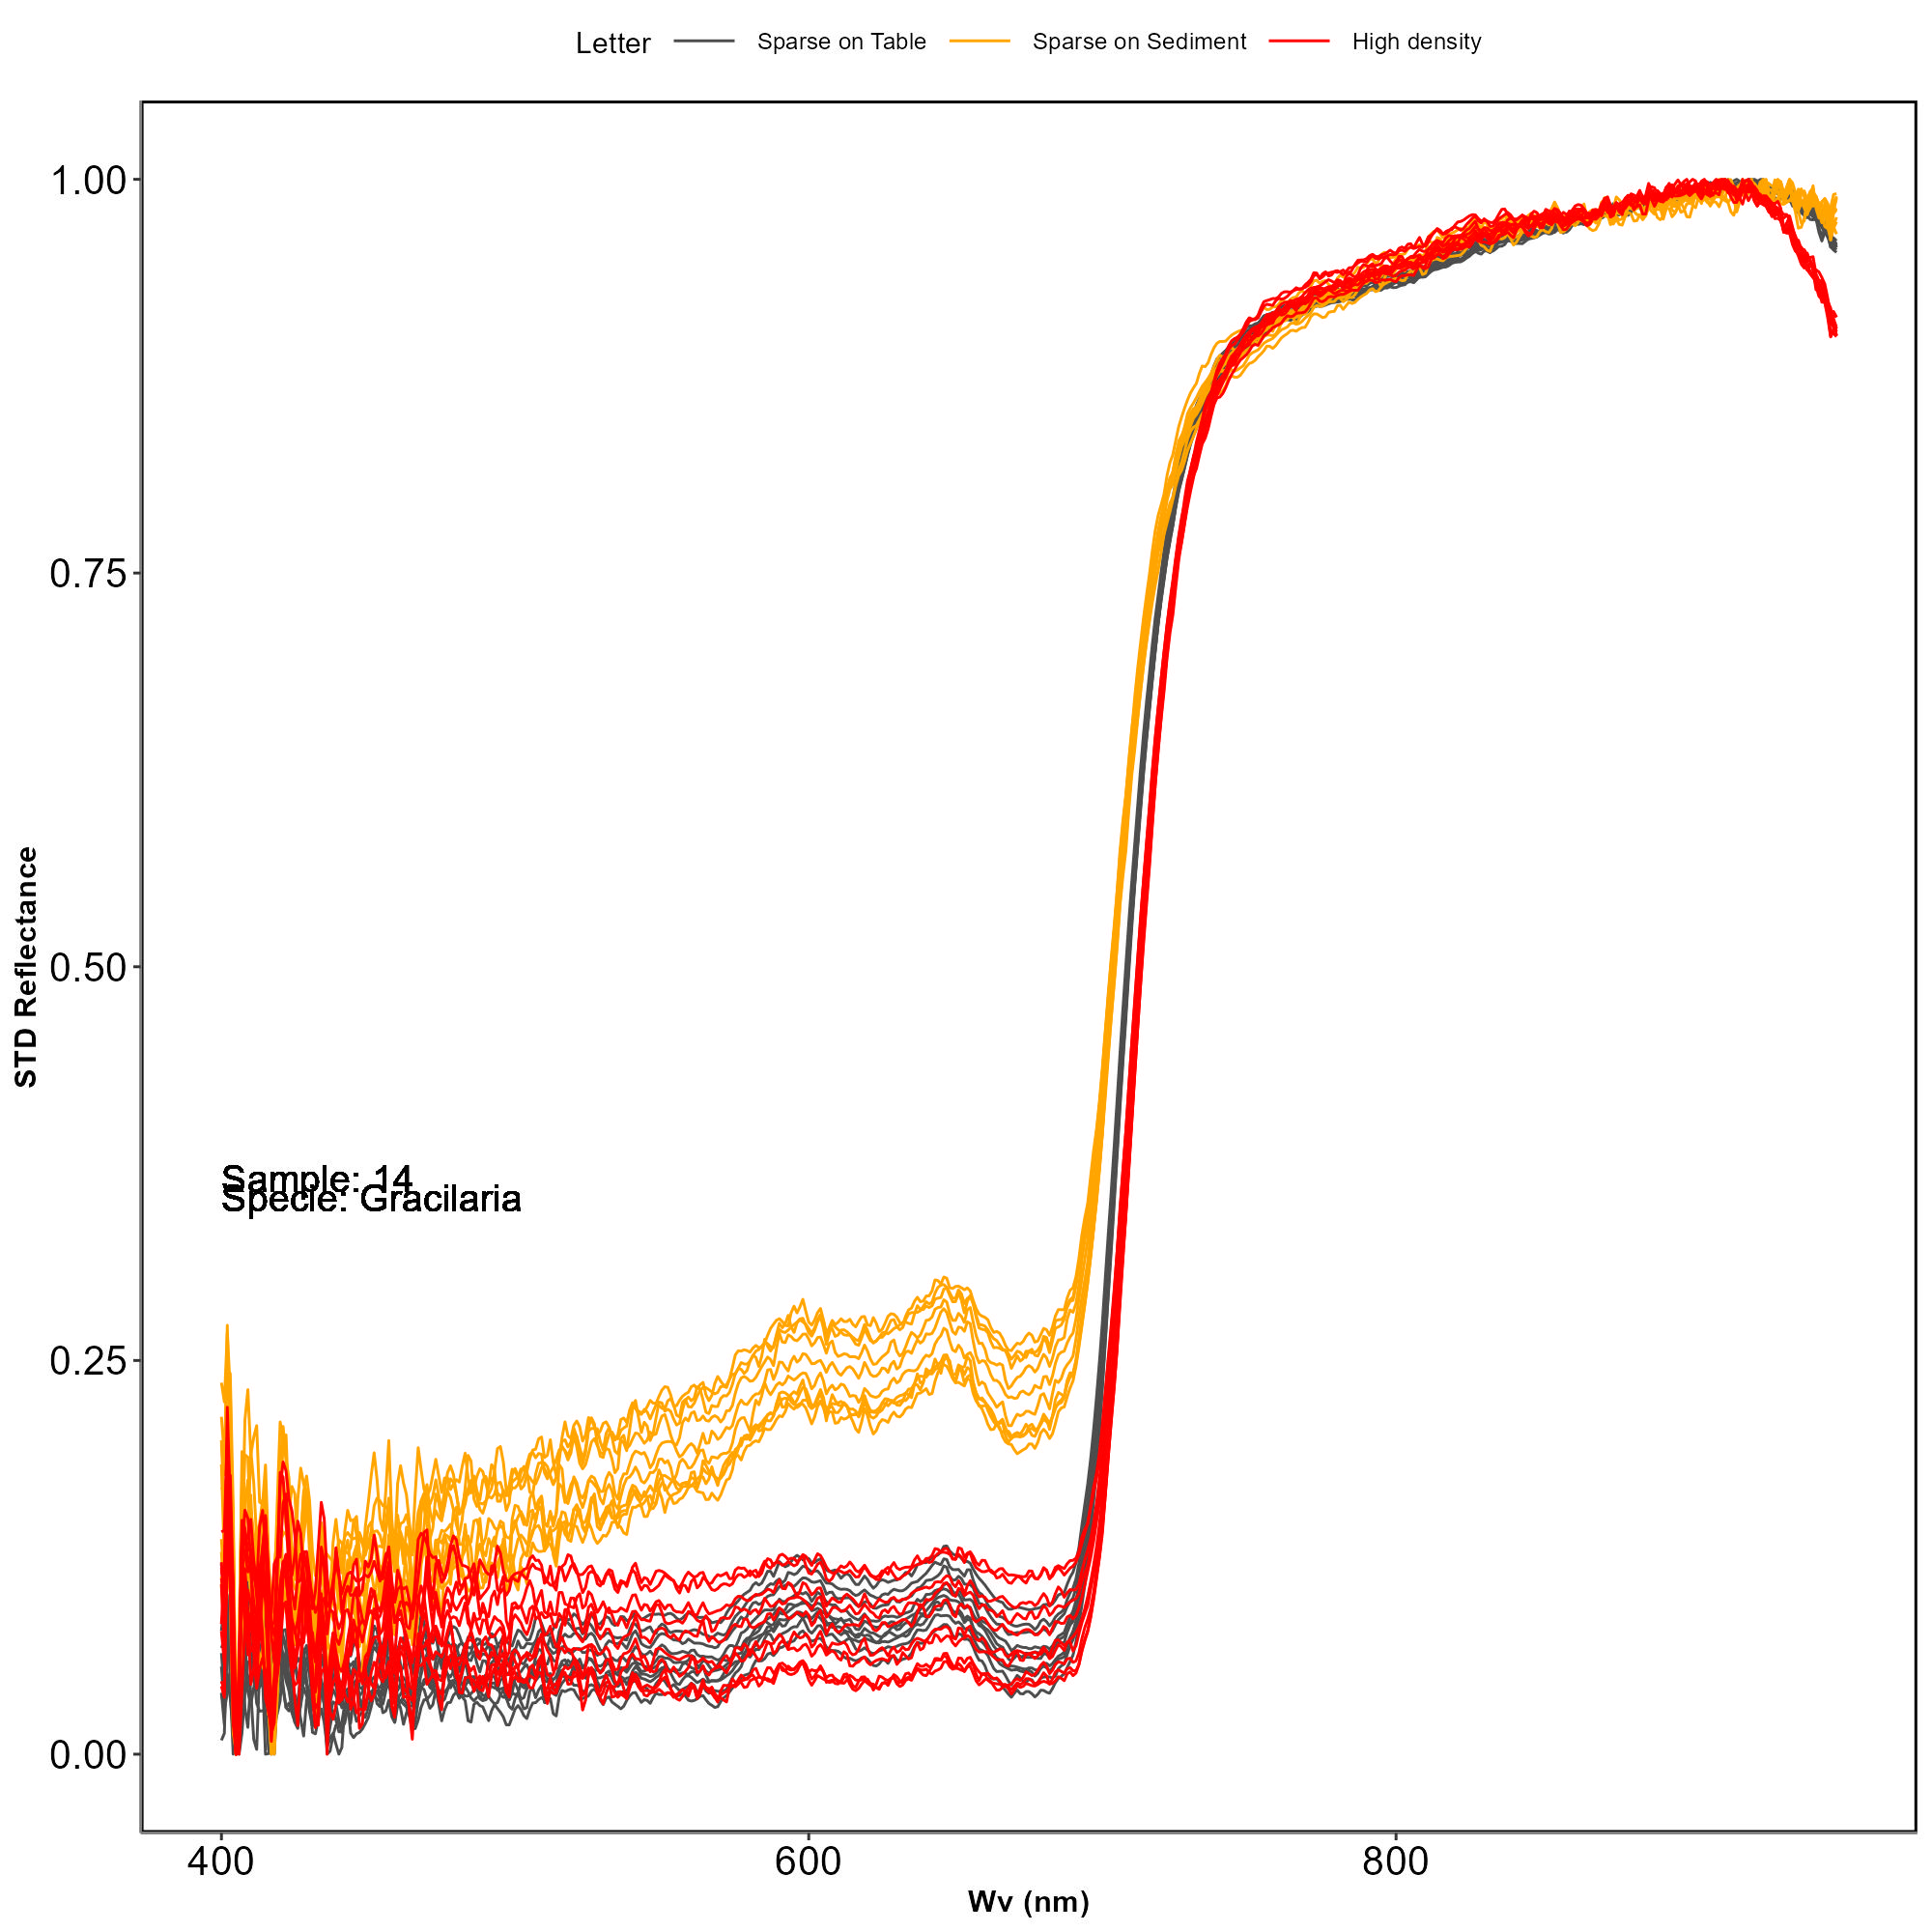 Letter Sparse on Table Sparse on Sediment High density
1.00
0.75
0.50
0.25
0.00
STD Reflectance
Sample: 14
Specie: Gracilaria
400 600 800
Wv (nm)